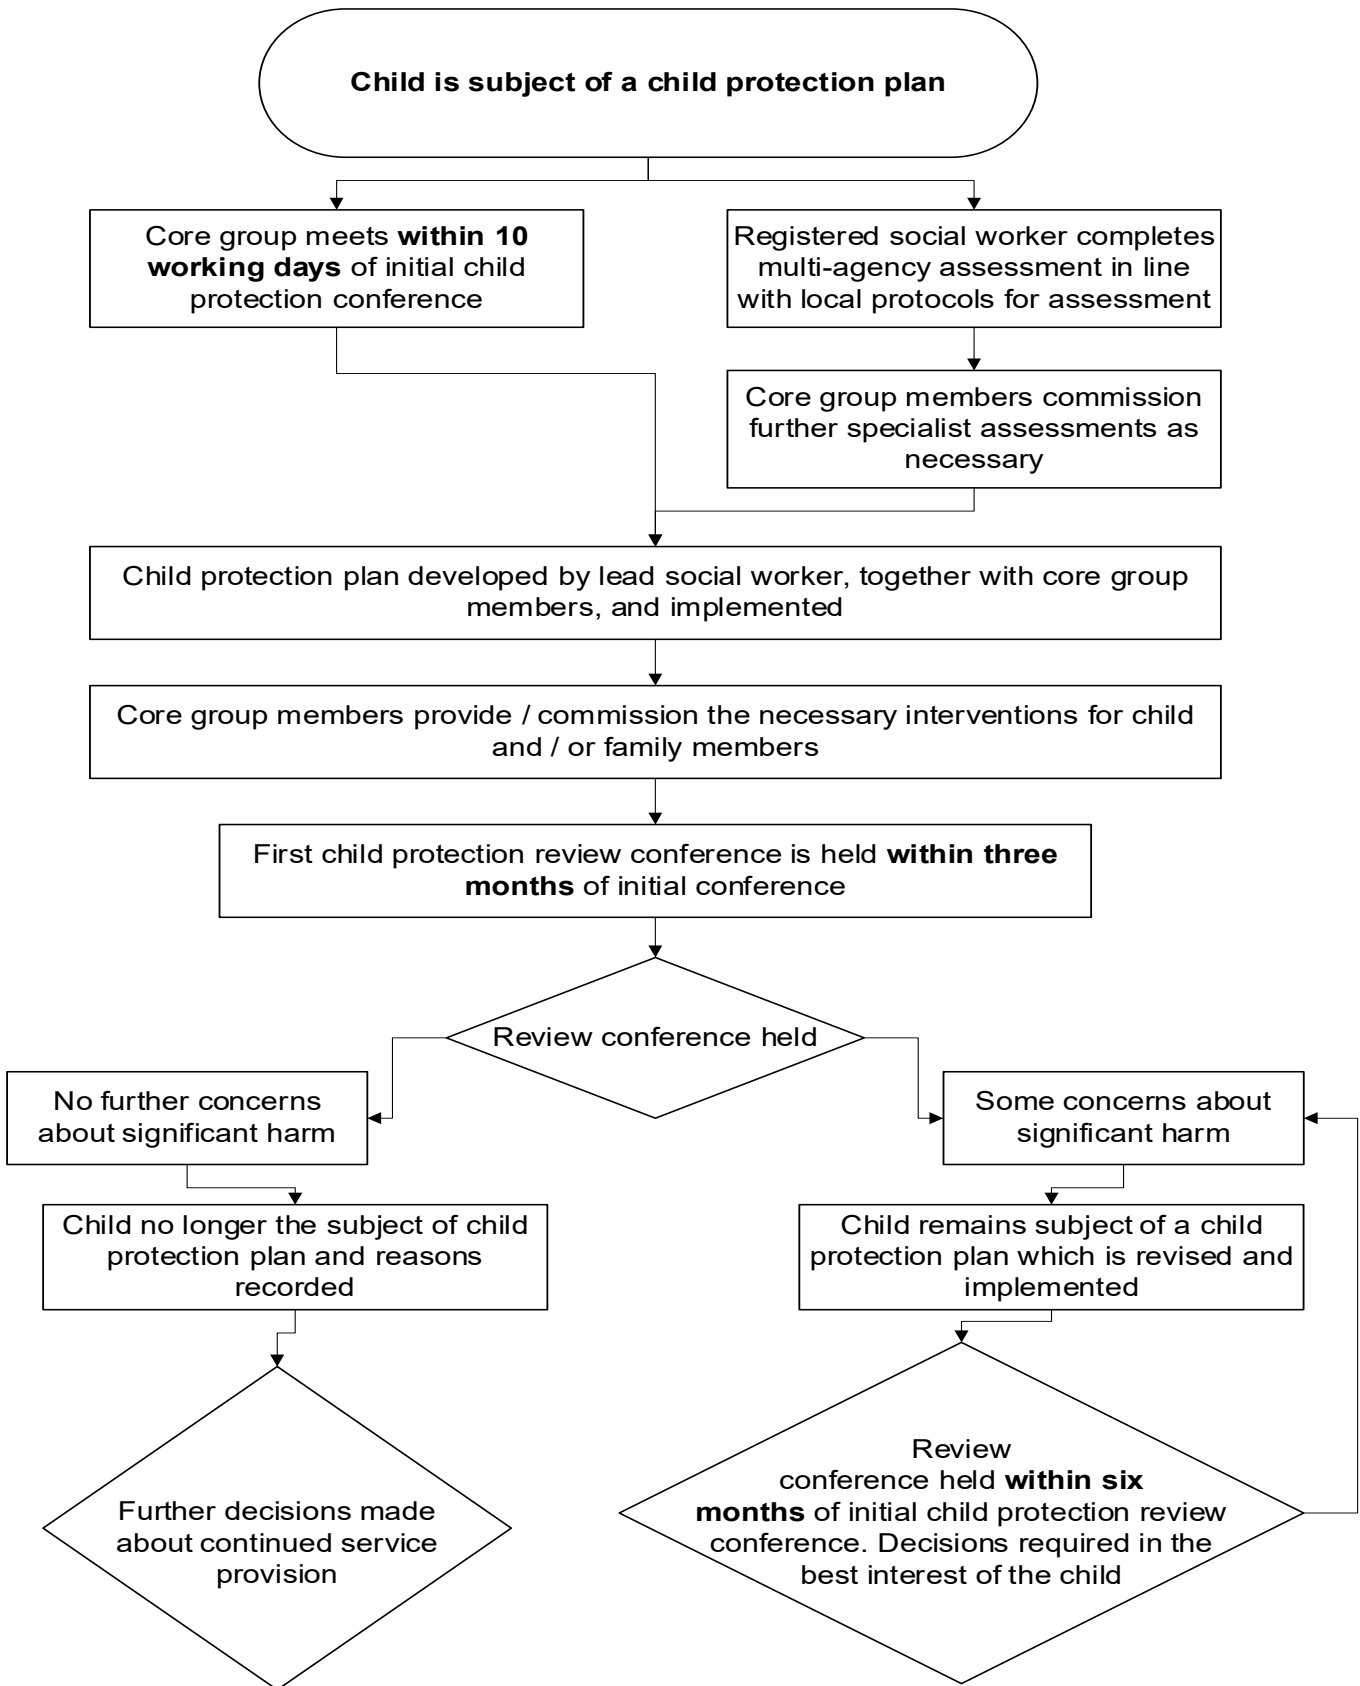 Child is subject of a child protection plan
Core group meets within 10
working days of initial child
protection conference
Registered social worker completes
multi-agency assessment in line
with local protocols for assessment
Core group members commission
further specialist assessments as
necessary
Child protection plan developed by lead social worker, together with core group
members, and implemented
Core group members provide / commission the necessary interventions for child
and / or family members
First child protection review conference is held within three
months of initial conference
Review conference held
No further concerns
about significant harm
Some concerns about
significant harm
Child no longer the subject of child
protection plan and reasons
recorded
Child remains subject of a child
protection plan which is revised and
implemented
Further decisions made
about continued service
provision
Review
conference held within six
months of initial child protection review
conference. Decisions required in the
best interest of the child